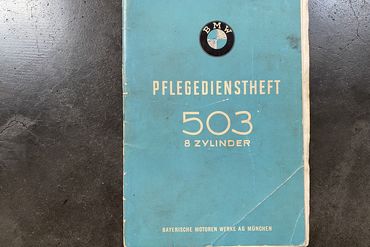 BMW
PFLEGEDIENSTHEFT
503
8 ZYLINDER
BAYERISCHE MOTOREN WERKE AG MÜNCHEN